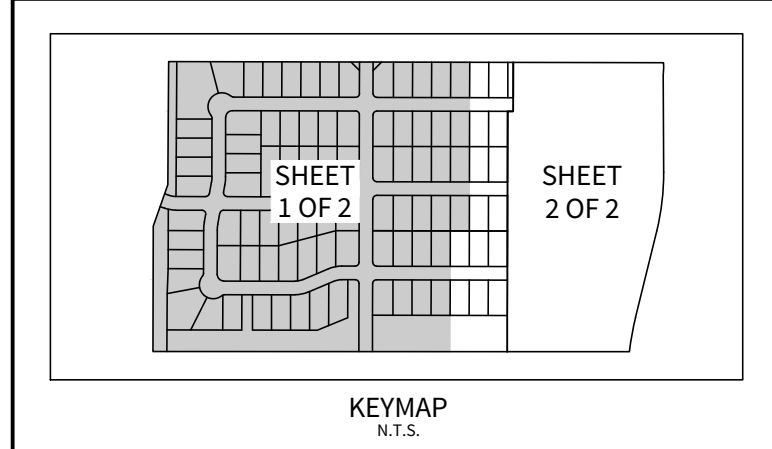 SHEET
1 OF 2
SHEET
2 OF 2
KEYMAP
N.T.S.